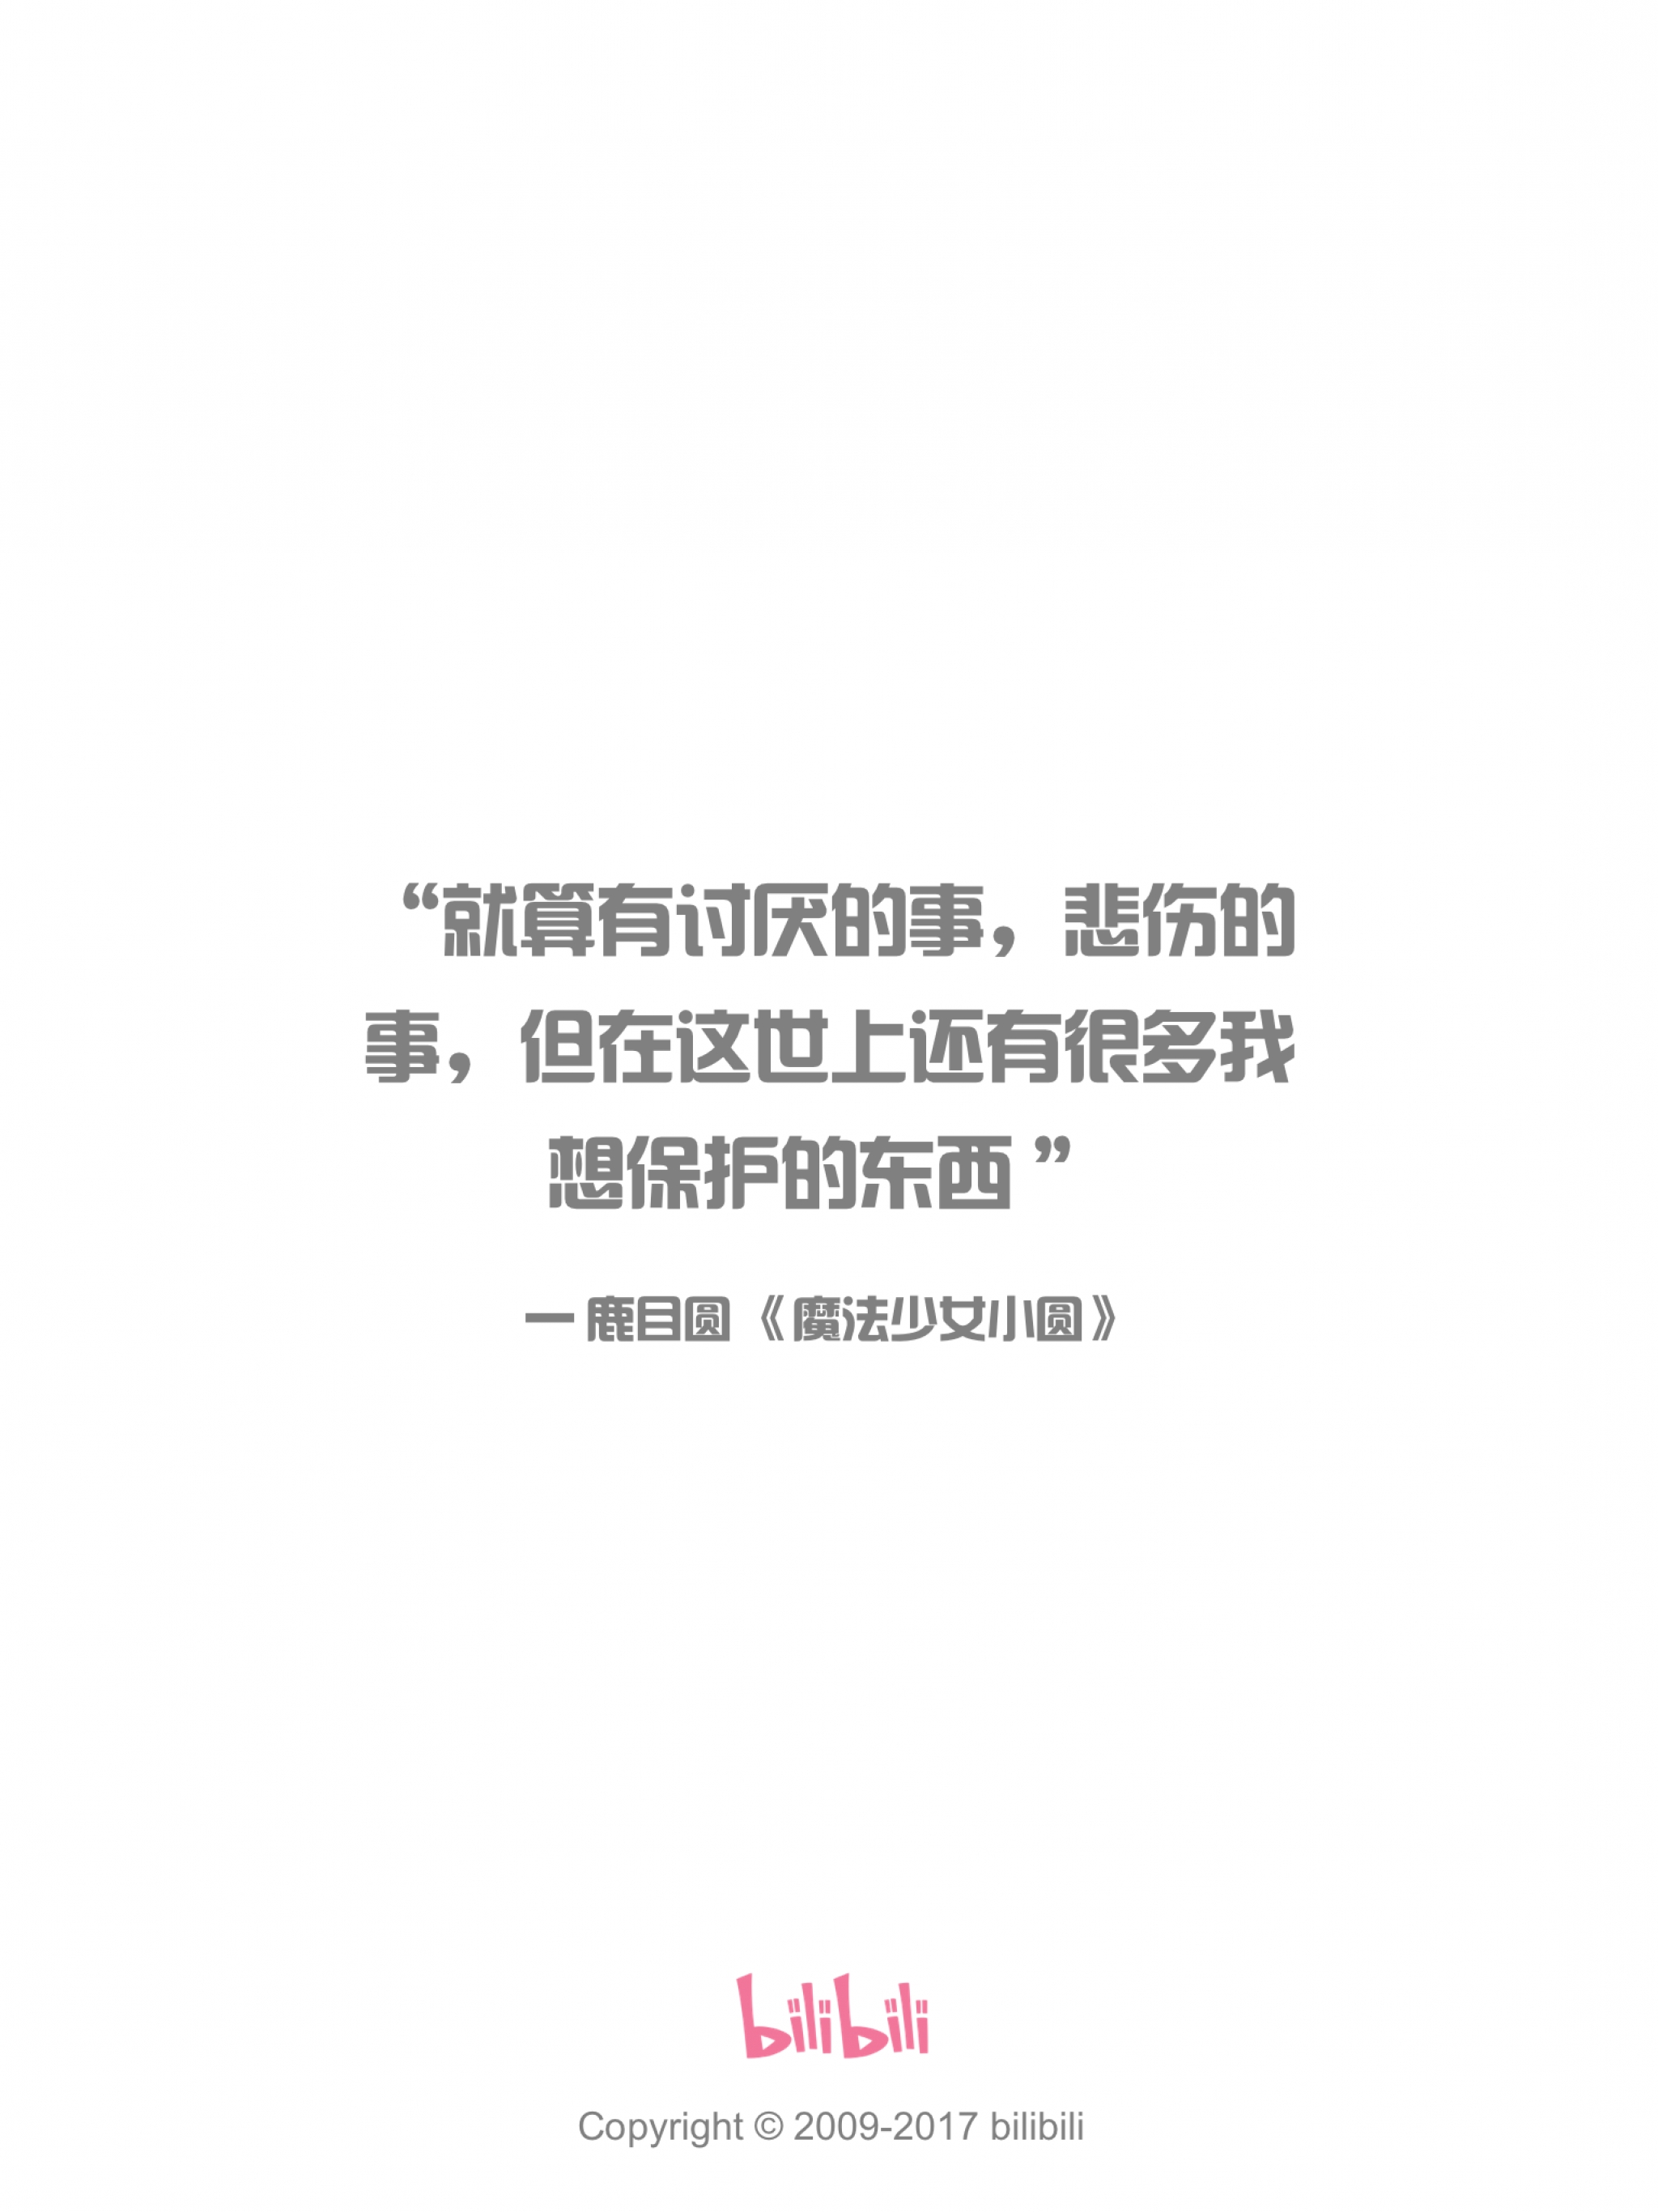 “就算有讨厌的事，悲伤的
事，但在这世上还有很多我
想保护的东西 ”
一鹿目圆《魔法少女小圆》
bilibili
Copyright © 2009-2017 bilibili